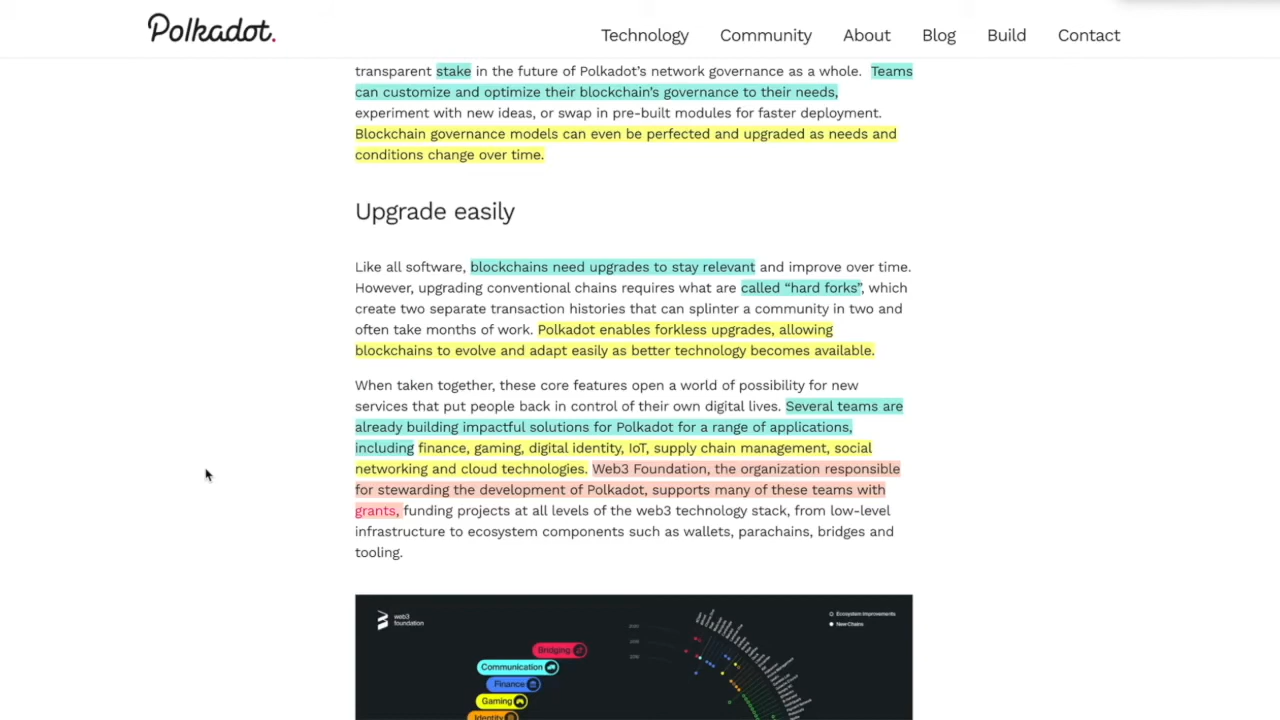 Polkadot.
Technology Community About Blog Build Contact
transparent stake in the future of Polkadot’s network governance as a whole. Teams
can customize and optimize their blockchain’s governance to their needs,
experiment with new ideas, or swap in pre-built modules for faster deployment.
Blockchain governance models can even be perfected and upgraded as needs and
conditions change over time.
Upgrade easily
Like all software, blockchains need upgrades to stay relevant and improve over time.
However, upgrading conventional chains requires what are called “hard forks”, which
create two separate transaction histories that can splinter a community in two and
often take months of work. Polkadot enables forkless upgrades, allowing
blockchains to evolve and adapt easily as better technology becomes available.
When taken together, these core features open a world of possibility for new
services that put people back in control of their own digital lives. Several teams are
already building impactful solutions for Polkadot for a range of applications,
including finance, gaming, digital identity, IoT, supply chain management, social
networking and cloud technologies. Web3 Foundation, the organization responsible
for stewarding the development of Polkadot, supports many of these teams with
grants, funding projects at all levels of the web3 technology stack, from low-level
infrastructure to ecosystem components such as wallets, parachains, bridges and
tooling.
web3
foundation
Ecosystem Improvements
New Chains
Bridging
Communication
Finance
Gaming
Identity